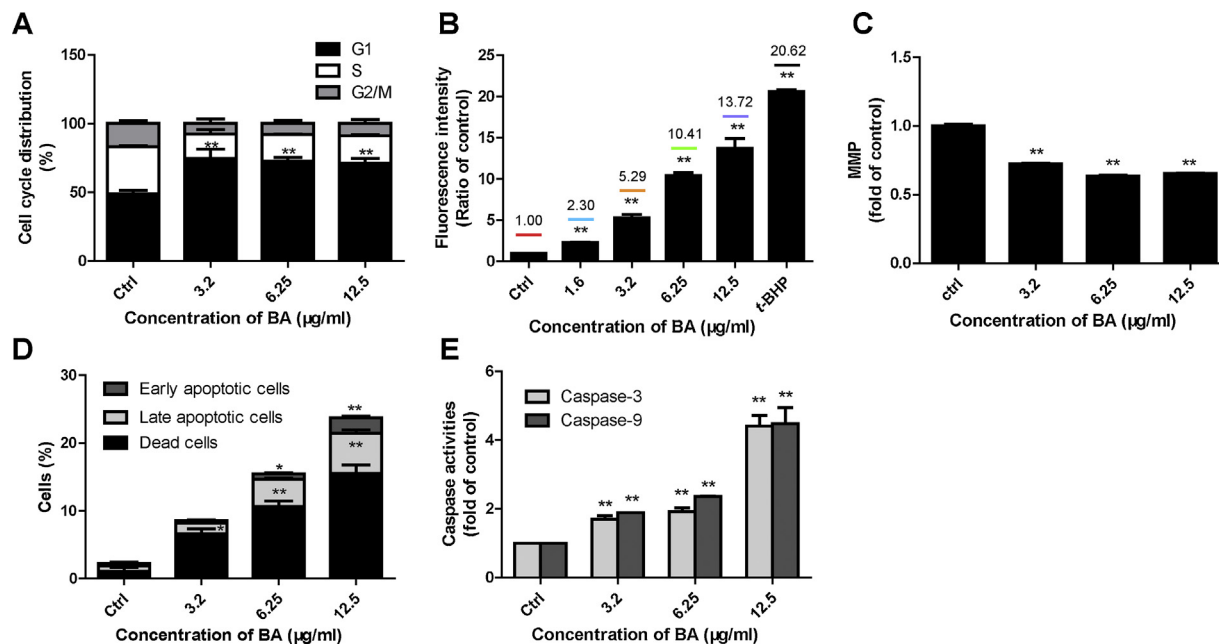 A
Cell cycle distribution
(%)
150
100
50
0
G1
S
G2/M
**
**
**
Ctrl
3.2
6.25
12.5
Concentration of BA (µg/ml)
B
Fluorescence intensity
(Ratio of control)
25
20
15
10
5
0
1.00
2.30
**
5.29
**
10.41
**
13.72
**
20.62
**
Ctrl
1.6
3.2
6.25
12.5
t-BHP
Concentration of BA (µg/ml)
C
MMP
(fold of control)
1.5
1.0
0.5
0.0
**
**
**
ctrl
3.2
6.25
12.5
Concentration of BA (µg/ml)
D
Cells (%)
30
20
10
0
Early apoptotic cells
Late apoptotic cells
Dead cells
*
*
**
**
**
Ctrl
3.2
6.25
12.5
Concentration of BA (µg/ml)
E
Caspase activities
(fold of control)
6
4
2
0
Caspase-3
Caspase-9
** **
** **
** **
Ctrl
3.2
6.25
12.5
Concentration of BA (µg/ml)